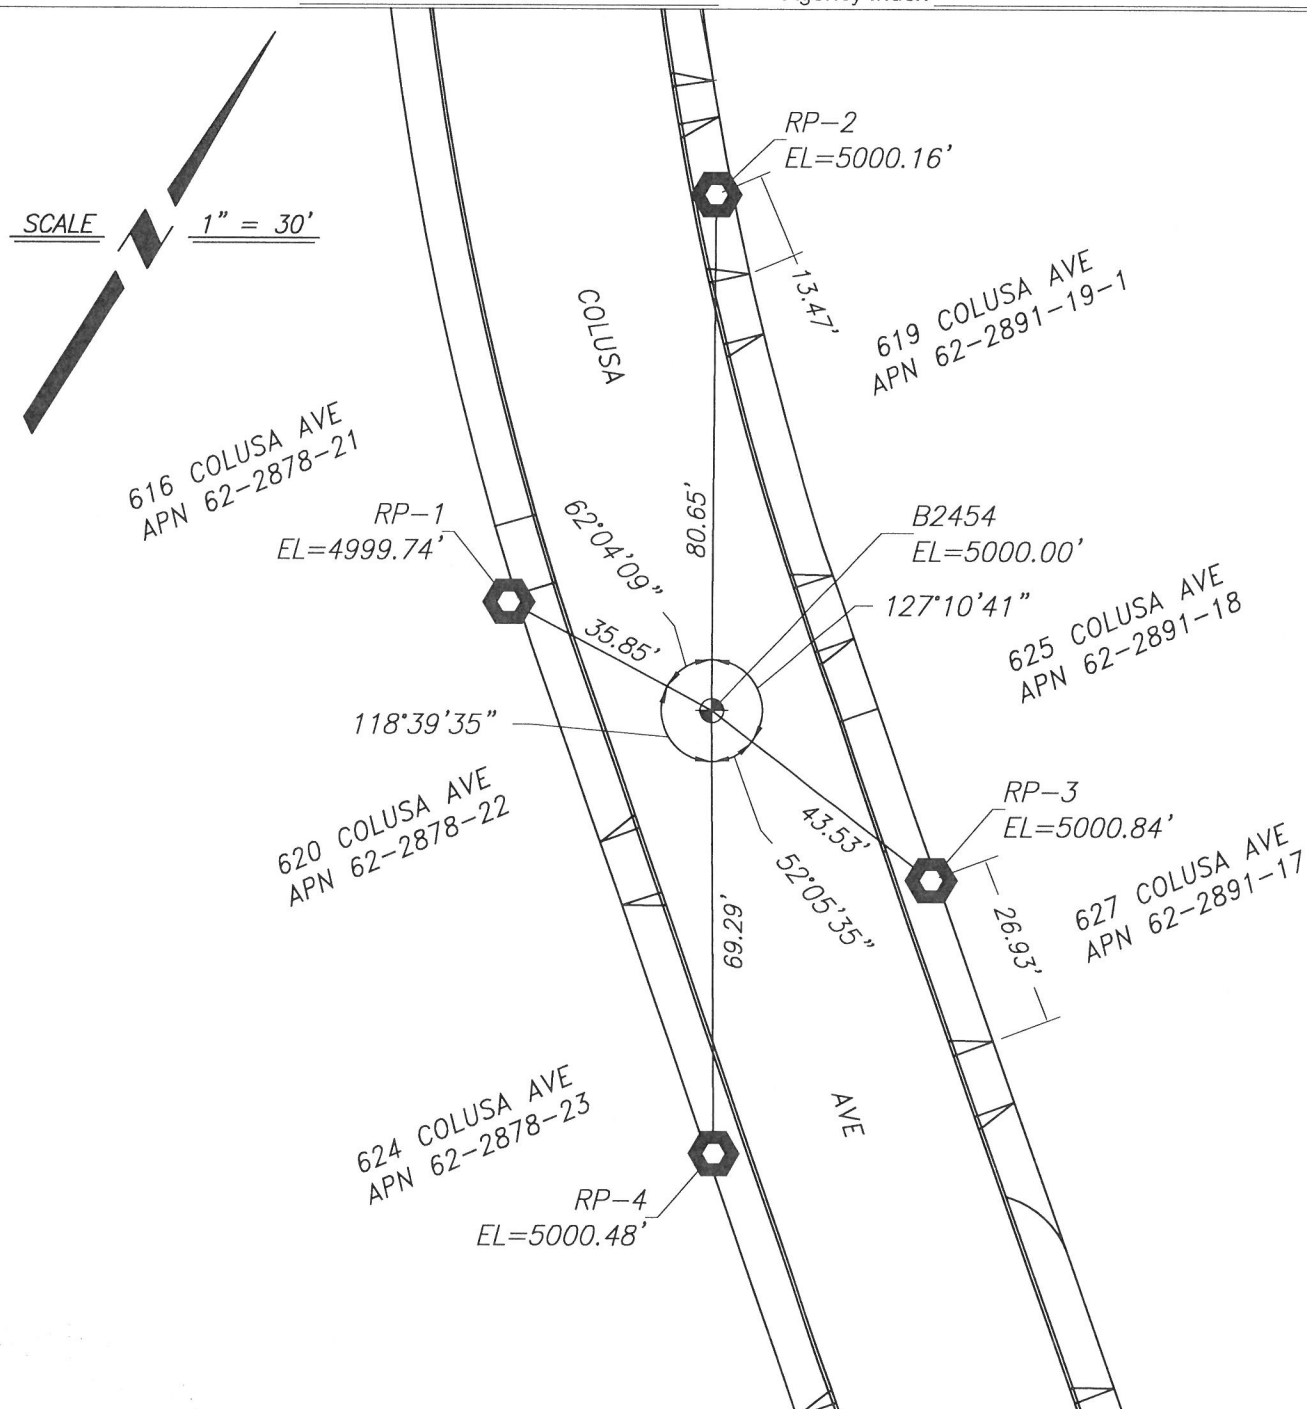 RP-2
EL=5000.16'
SCALE 1" = 30'
13.47'
COLUSA
619 COLUSA AVE
APN 62-2891-19-1
616 COLUSA AVE
APN 62-2878-21
RP-1
EL=4999.74'
62°04'09"
80.65'
B2454
EL=5000.00'
127°10'41"
35.85'
625 COLUSA AVE
APN 62-2891-18
118°39'35"
620 COLUSA AVE
APN 62-2878-22
RP-3
EL=5000.84'
43.53'
52°05'35"
69.29'
26.93'
627 COLUSA AVE
APN 62-2891-17
624 COLUSA AVE
APN 62-2878-23
AVE
RP-4
EL=5000.48'